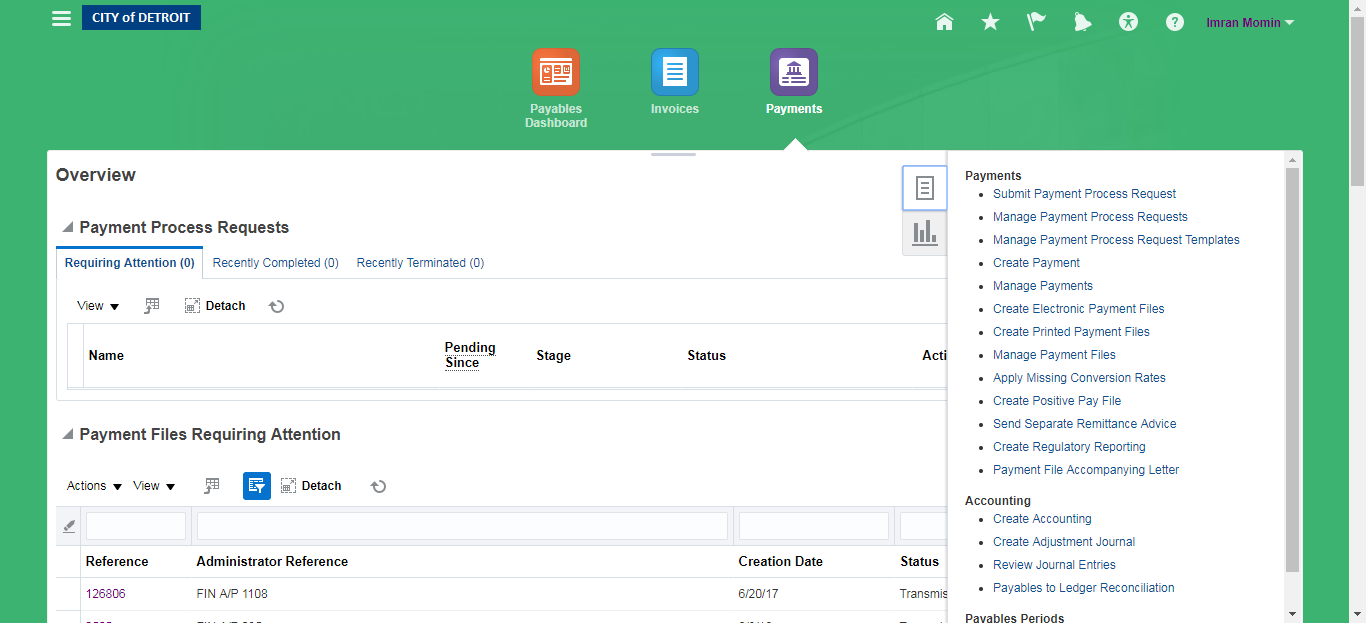 CITY of DETROIT
Imran Momin
Payables
Dashboard
Invoices
Payments
Overview
Payment Process Requests
Requiring Attention (0) Recently Completed (0) Recently Terminated (0)
View Detach
Name Pending Since Stage Status Acti
Payment Files Requiring Attention
Actions View Detach
Reference Administrator Reference Creation Date Status
126806 FIN A/P 1108 6/20/17 Transmis
Payments
Submit Payment Process Request
Manage Payment Process Requests
Manage Payment Process Request Templates
Create Payment
Manage Payments
Create Electronic Payment Files
Create Printed Payment Files
Manage Payment Files
Apply Missing Conversion Rates
Create Positive Pay File
Send Separate Remittance Advice
Create Regulatory Reporting
Payment File Accompanying Letter
Accounting
Create Accounting
Create Adjustment Journal
Review Journal Entries
Payables to Ledger Reconciliation
Payables Periods